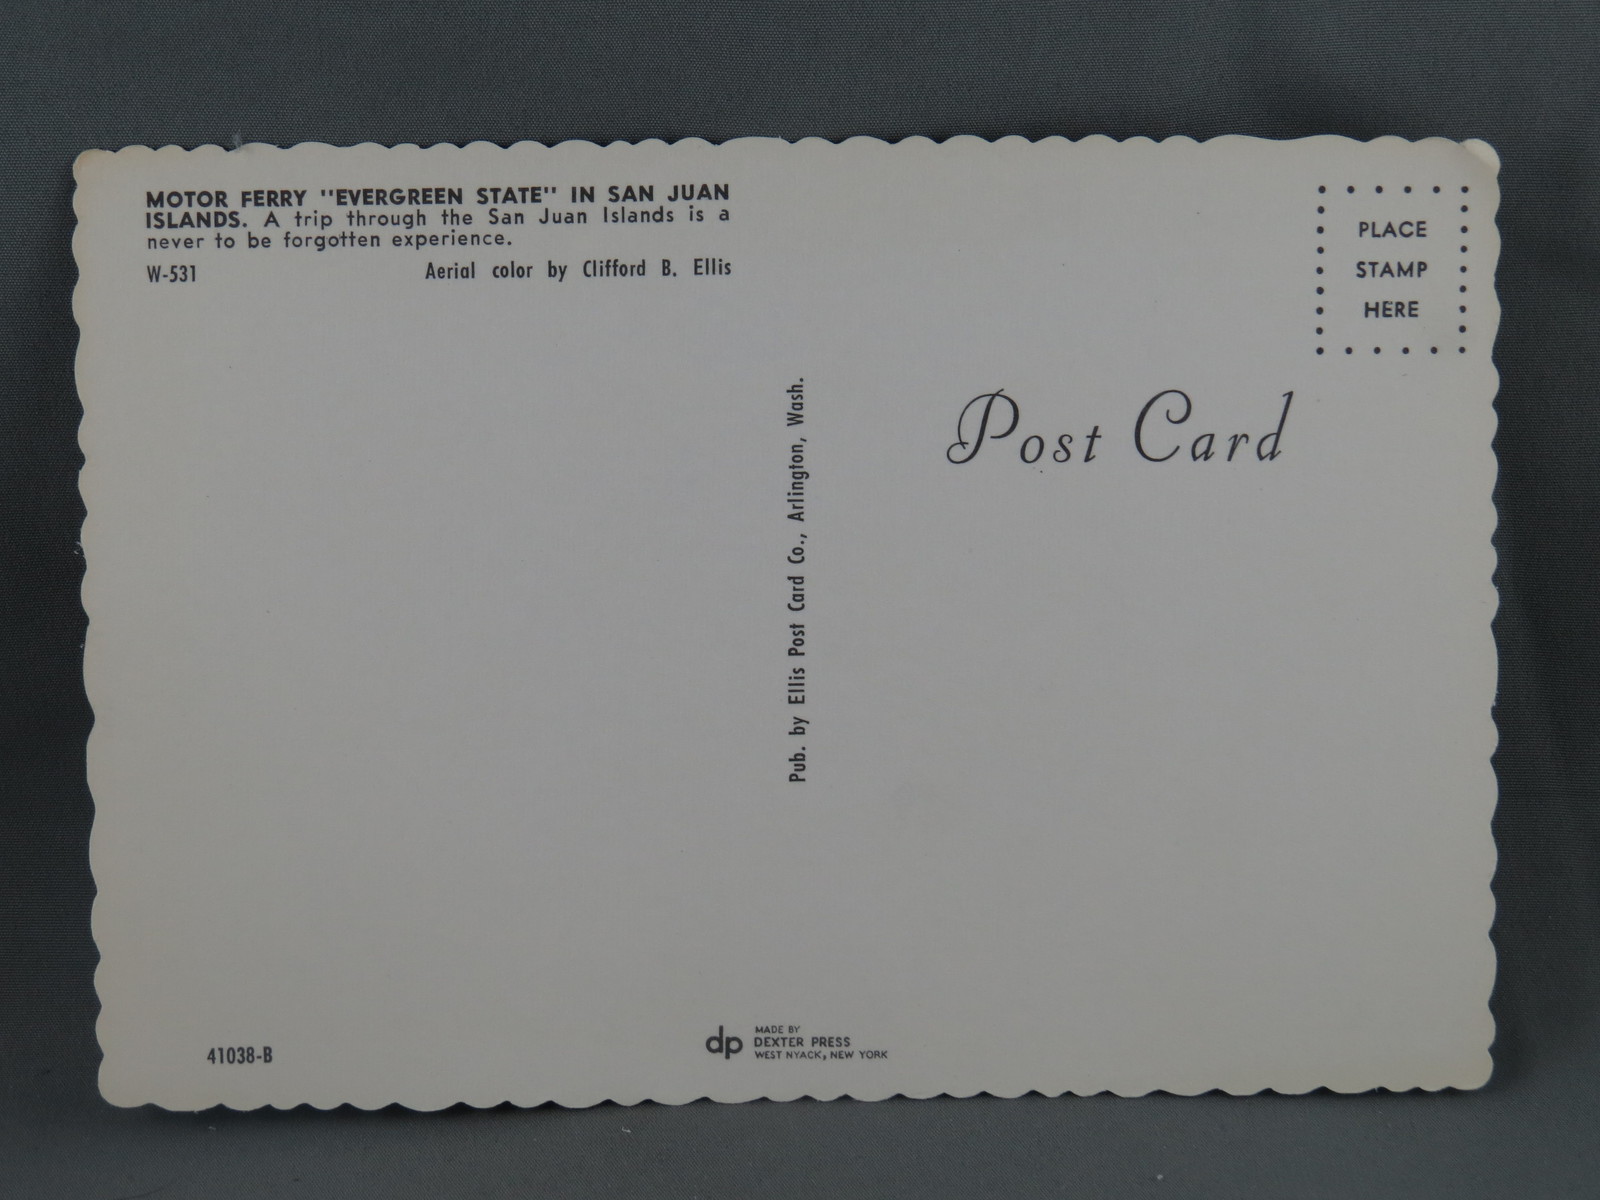 MOTOR FERRY "EVERGREEN STATE" IN SAN JUAN
ISLANDS. A trip through the San Juan Islands is a
never to be forgotten experience.
W-531 Aerial color by Clifford B. Ellis
PLACE
STAMP
HERE
Post Card
Pub. by Ellis Post Card Co., Arlington, Wash.
41038-B
dp
MADE BY
DEXTER PRESS
WEST NYACK, NEW YORK